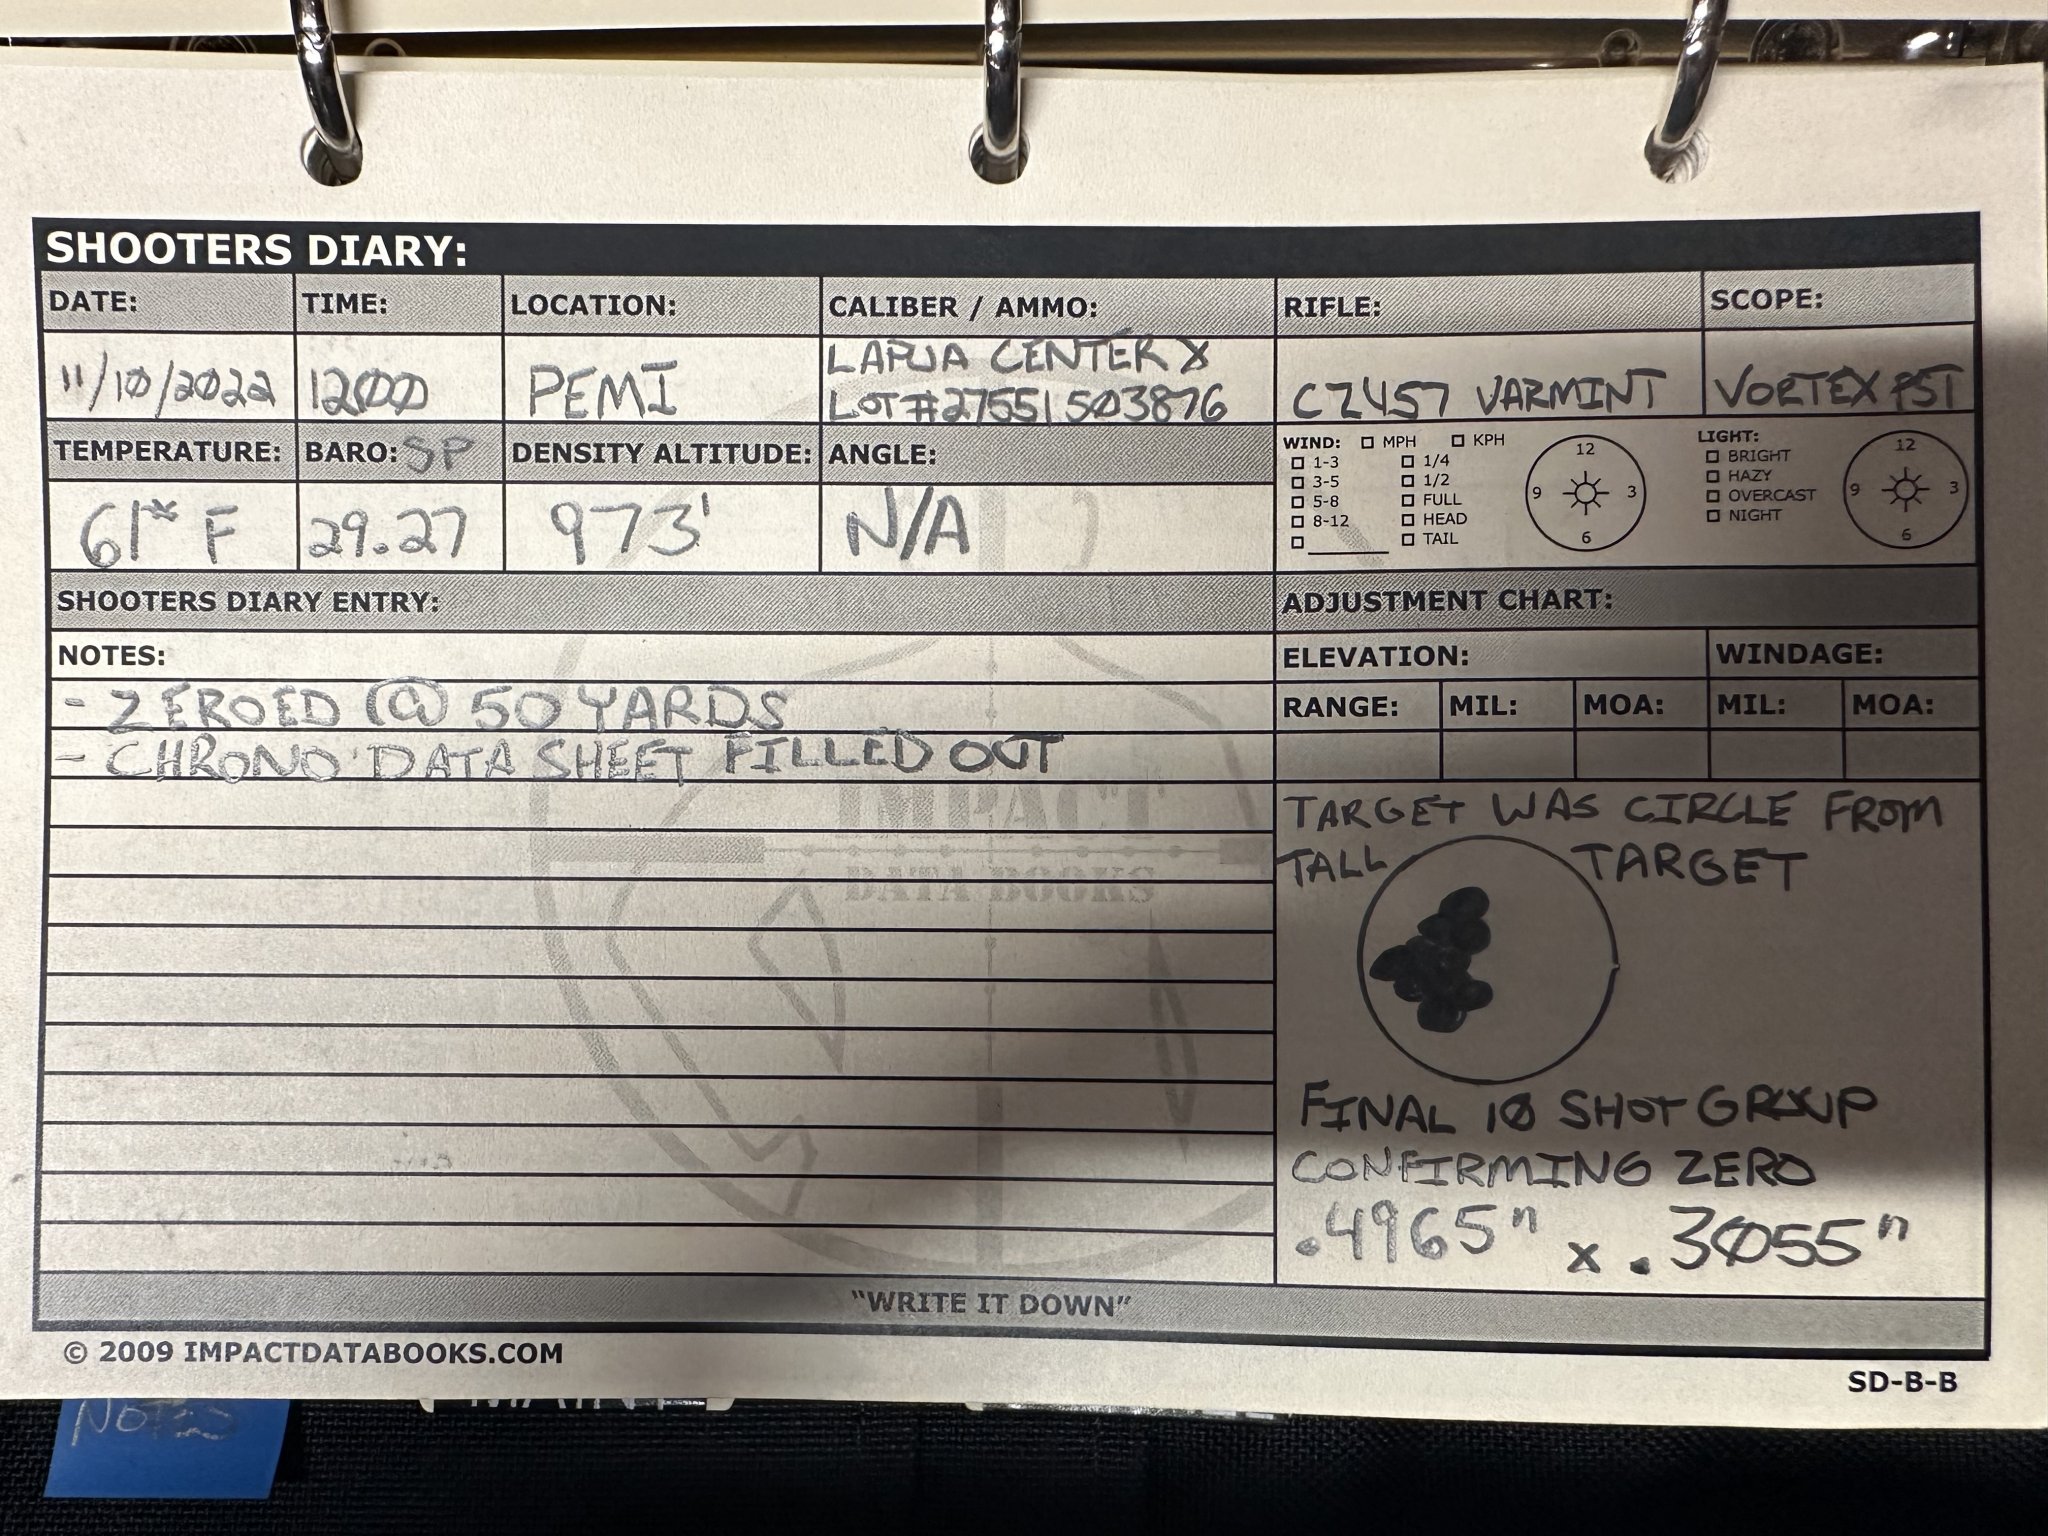 SHOOTERS DIARY:
DATE: TIME: LOCATION: CALIBER / AMMO: RIFLE: SCOPE:
11/10/2022 1200 PEMI LAPUA CENTER X
LOT #27551503876 CZ457 VARMINT VORTEX PST
TEMPERATURE: BARO: SP DENSITY ALTITUDE: ANGLE:
61* F 29.27 973' N/A
WIND: MPH KPH
1-3 1/4
3-5 1/2
5-8 FULL
8-12 HEAD
TAIL
12
9 3
6
LIGHT:
BRIGHT
HAZY
OVERCAST
NIGHT
12
9 3
6
SHOOTERS DIARY ENTRY:
NOTES:
- ZEROED @ 50 YARDS
- CHRONO DATA SHEET FILLED OUT
IMPACT
DATA BOOKS
ADJUSTMENT CHART:
ELEVATION: WINDAGE:
RANGE: MIL: MOA: MIL: MOA:
TARGET WAS CIRCLE FROM
TALL TARGET
FINAL 10 SHOT GROUP
CONFIRMING ZERO
.4965" x .3055"
"WRITE IT DOWN"
© 2009 IMPACTDATABOOKS.COM
SD-B-B
NOTES